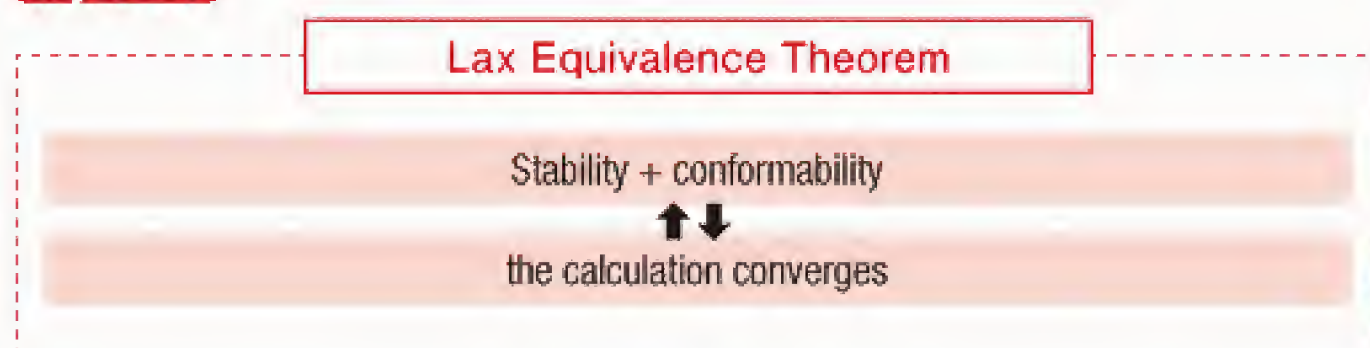 Lax Equivalence Theorem
Stability + conformability
the calculation converges